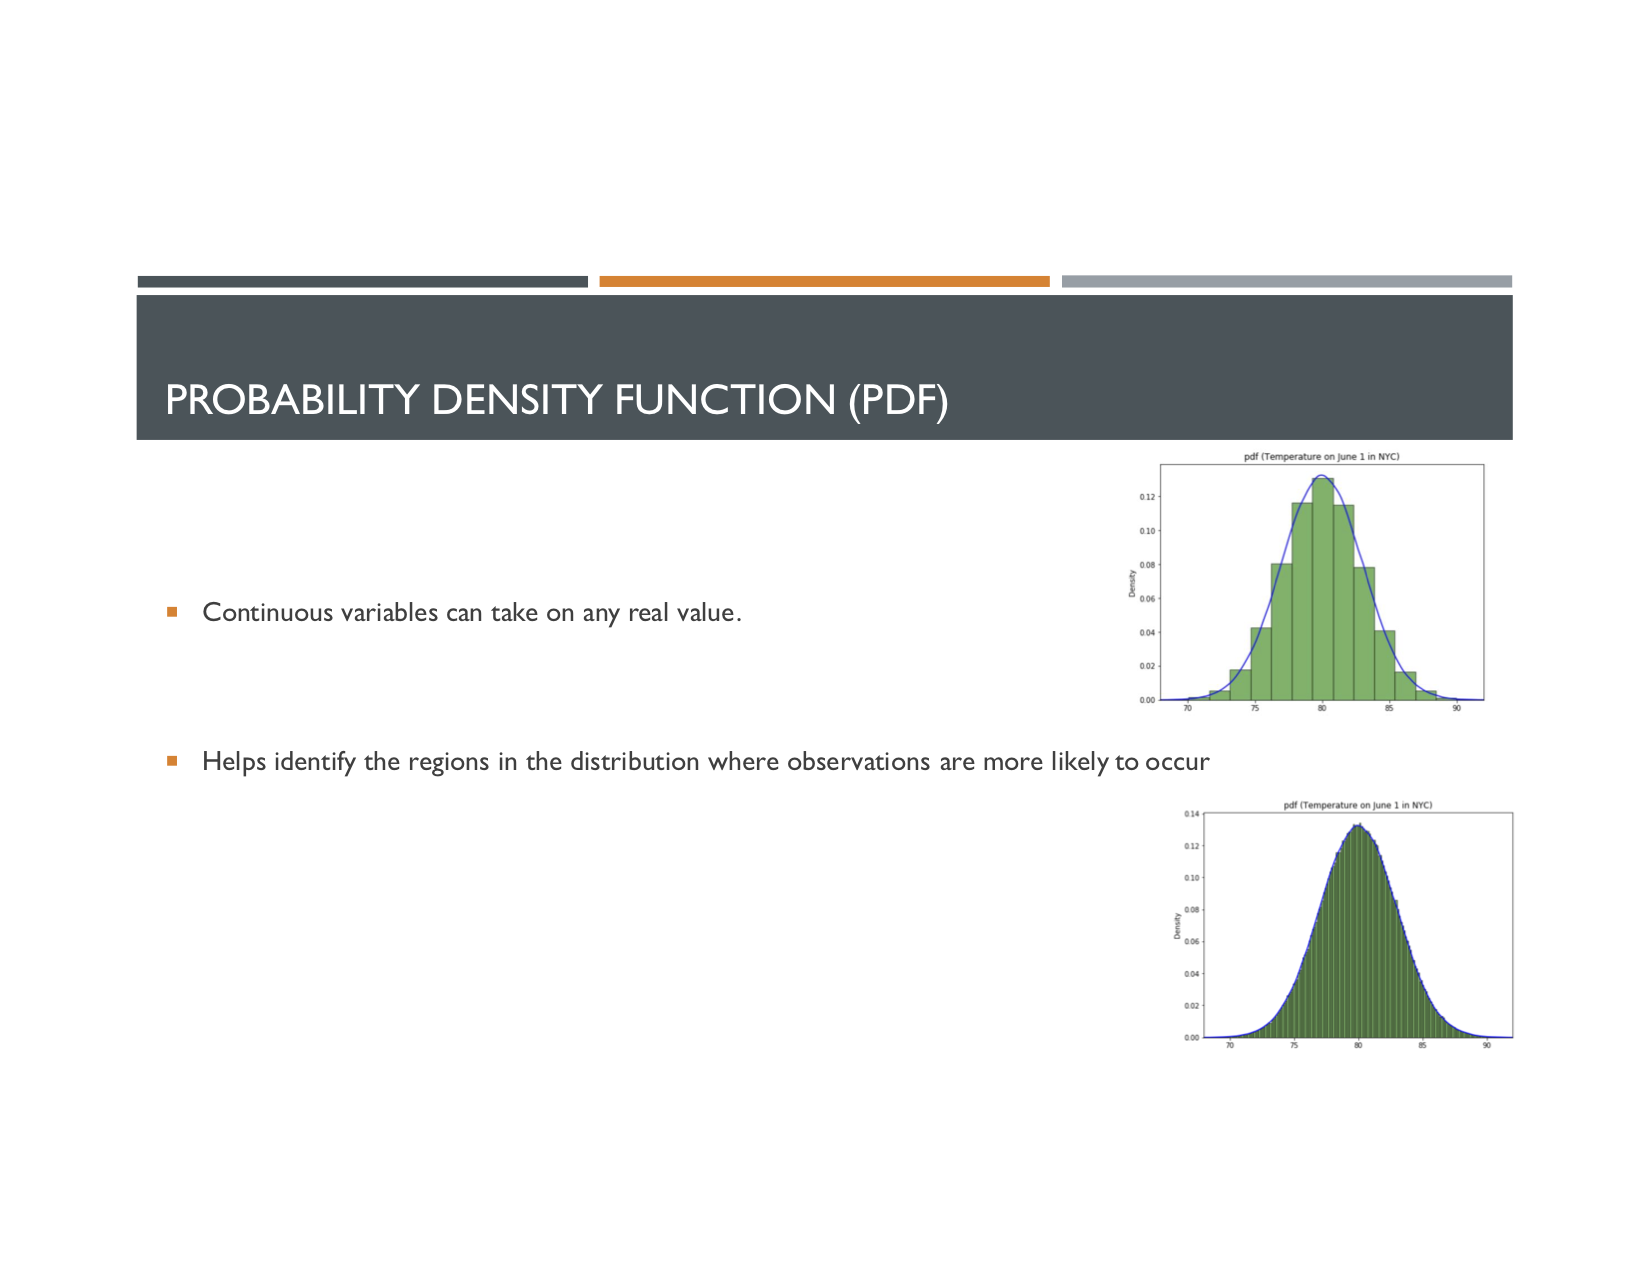 PROBABILITY DENSITY FUNCTION (PDF)
pdf (Temperature on June 1 in NYC)
0.12
0.10
0.08
0.06
0.04
0.02
0.00
Density
70 75 80 85 90
▪ Continuous variables can take on any real value.
▪ Helps identify the regions in the distribution where observations are more likely to occur
pdf (Temperature on June 1 in NYC)
0.14
0.12
0.10
0.08
0.06
0.04
0.02
0.00
Density
70 75 80 85 90